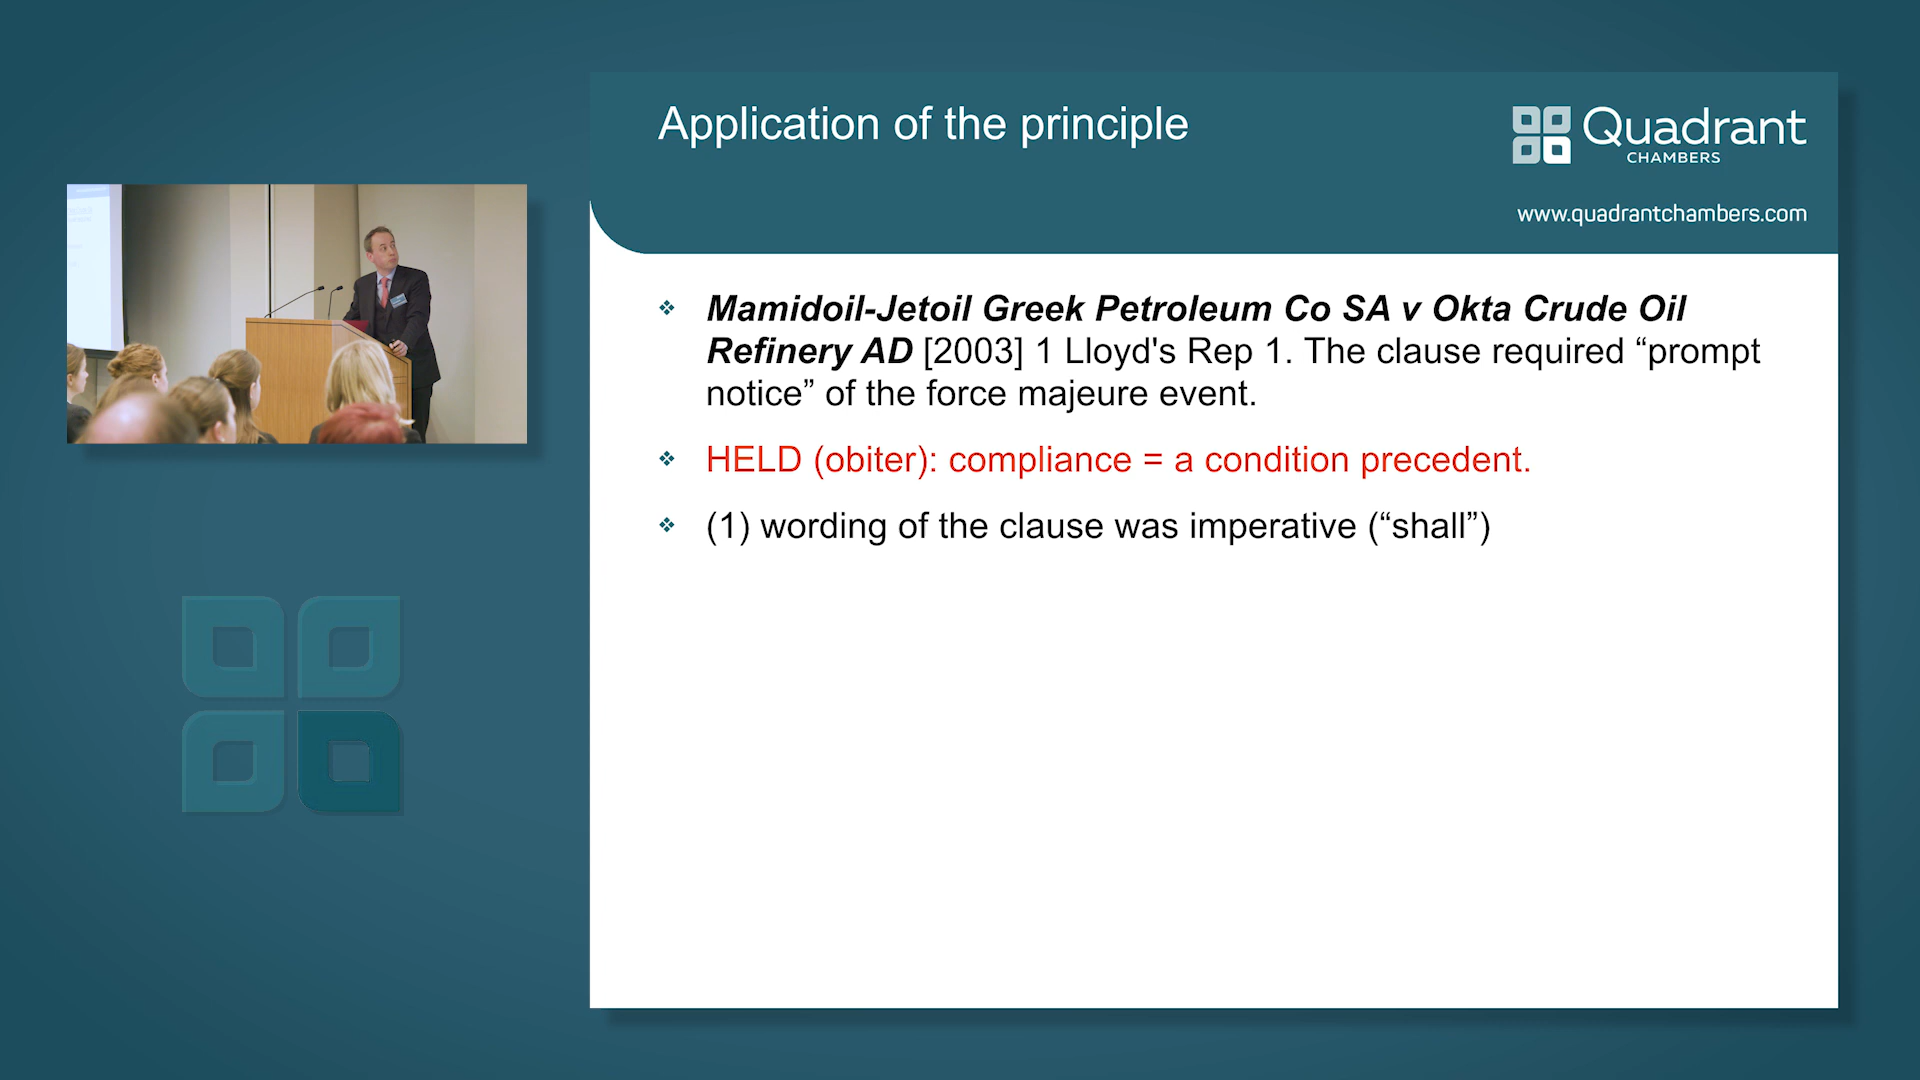 Application of the principle
Quadrant
CHAMBERS
www.quadrantchambers.com
Mamidoil-Jetoil Greek Petroleum Co SA v Okta Crude Oil
Refinery AD [2003] 1 Lloyd's Rep 1. The clause required “prompt
notice” of the force majeure event.
HELD (obiter): compliance = a condition precedent.
(1) wording of the clause was imperative (“shall”)